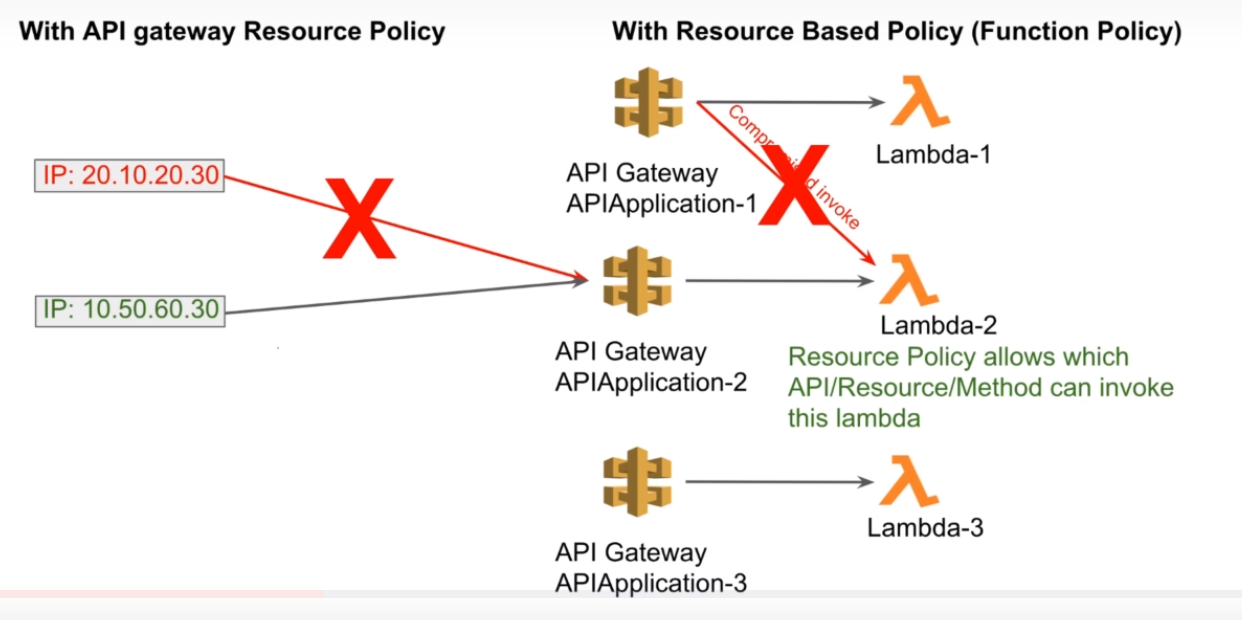 With API gateway Resource Policy
With Resource Based Policy (Function Policy)
IP: 20.10.20.30
IP: 10.50.60.30
API Gateway
APIApplication-1
invoke
Lambda-1
API Gateway
APIApplication-2
Lambda-2
Resource Policy allows which
API/Resource/Method can invoke
this lambda
API Gateway
APIApplication-3
Lambda-3